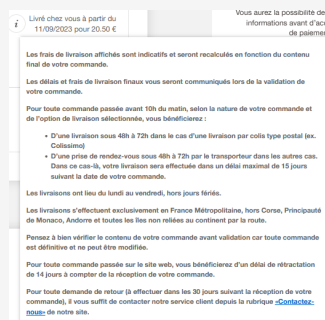 Livré chez vous à partir du
11/09/2023 pour 20.50 €
Vous aurez la possibilité de
informations avant d'acc
de paiemen
Les frais de livraison affichés sont indicatifs et seront recalculés en fonction du contenu
final de votre commande.
Les délais et frais de livraison finaux vous seront communiqués lors de la validation de
votre commande.
Pour toute commande passée avant 10h du matin, selon la nature de votre commande et
de l'option de livraison sélectionnée, vous bénéficierez :
• D'une livraison sous 48h à 72h dans le cas d'une livraison par colis type postal (ex.
Colissimo)
• D'une prise de rendez-vous sous 48h à 72h par le transporteur dans les autres cas.
Dans ce cas-là, votre livraison sera effectuée dans un délai maximal de 15 jours
suivant la date de votre commande.
Les livraisons ont lieu du lundi au vendredi, hors jours fériés.
Les livraisons s'effectuent exclusivement en France Métropolitaine, hors Corse, Principauté
de Monaco, Andorre et toutes les îles non reliées au continent par la route.
Pensez à bien vérifier le contenu de votre commande avant validation car toute commande
est définitive et ne peut être modifiée.
Pour toute commande passée sur le site web, vous bénéficierez d'un délai de rétractation
de 14 jours à compter de la réception de votre commande.
Pour toute demande de retour (à effectuer dans les 30 jours suivant la réception de votre
commande), il vous suffit de contacter notre service client depuis la rubrique «Contactez-
nous» de notre site.